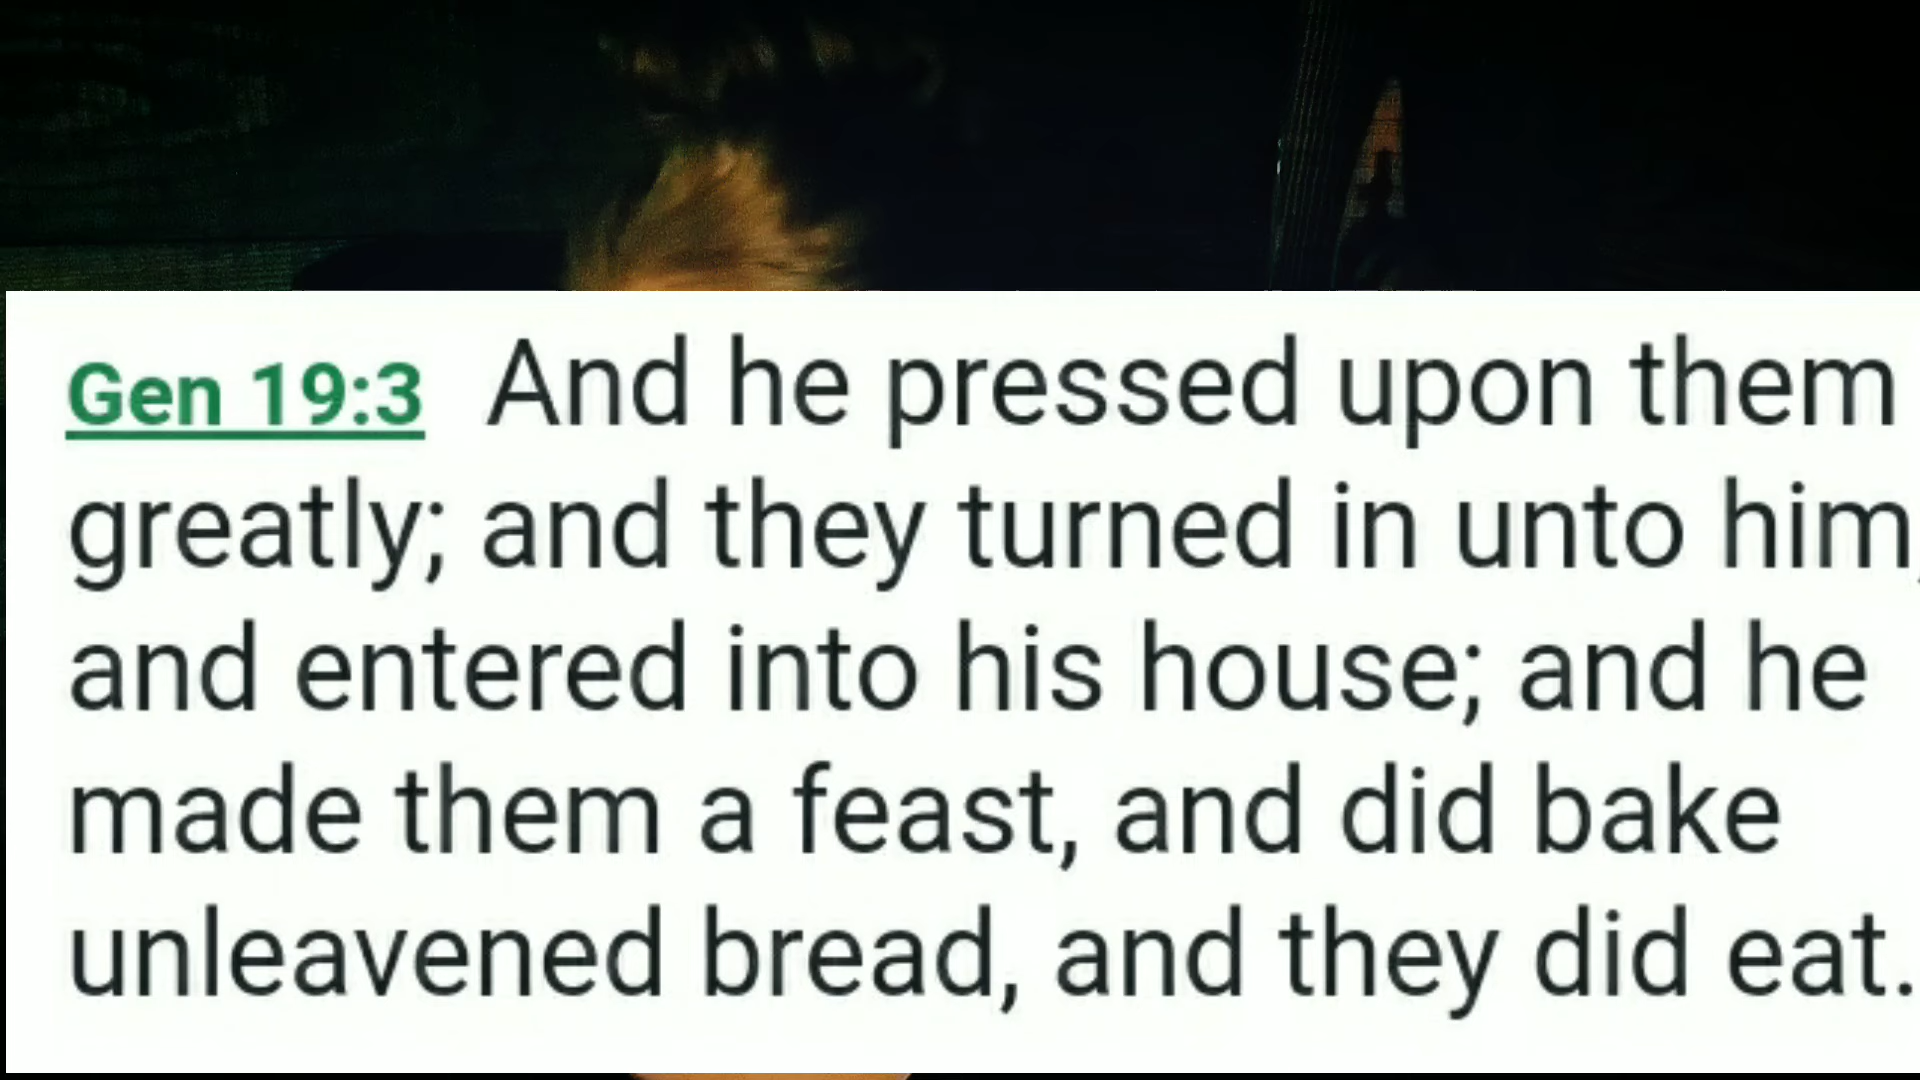 Gen 19:3 And he pressed upon them
greatly; and they turned in unto him,
and entered into his house; and he
made them a feast, and did bake
unleavened bread, and they did eat.